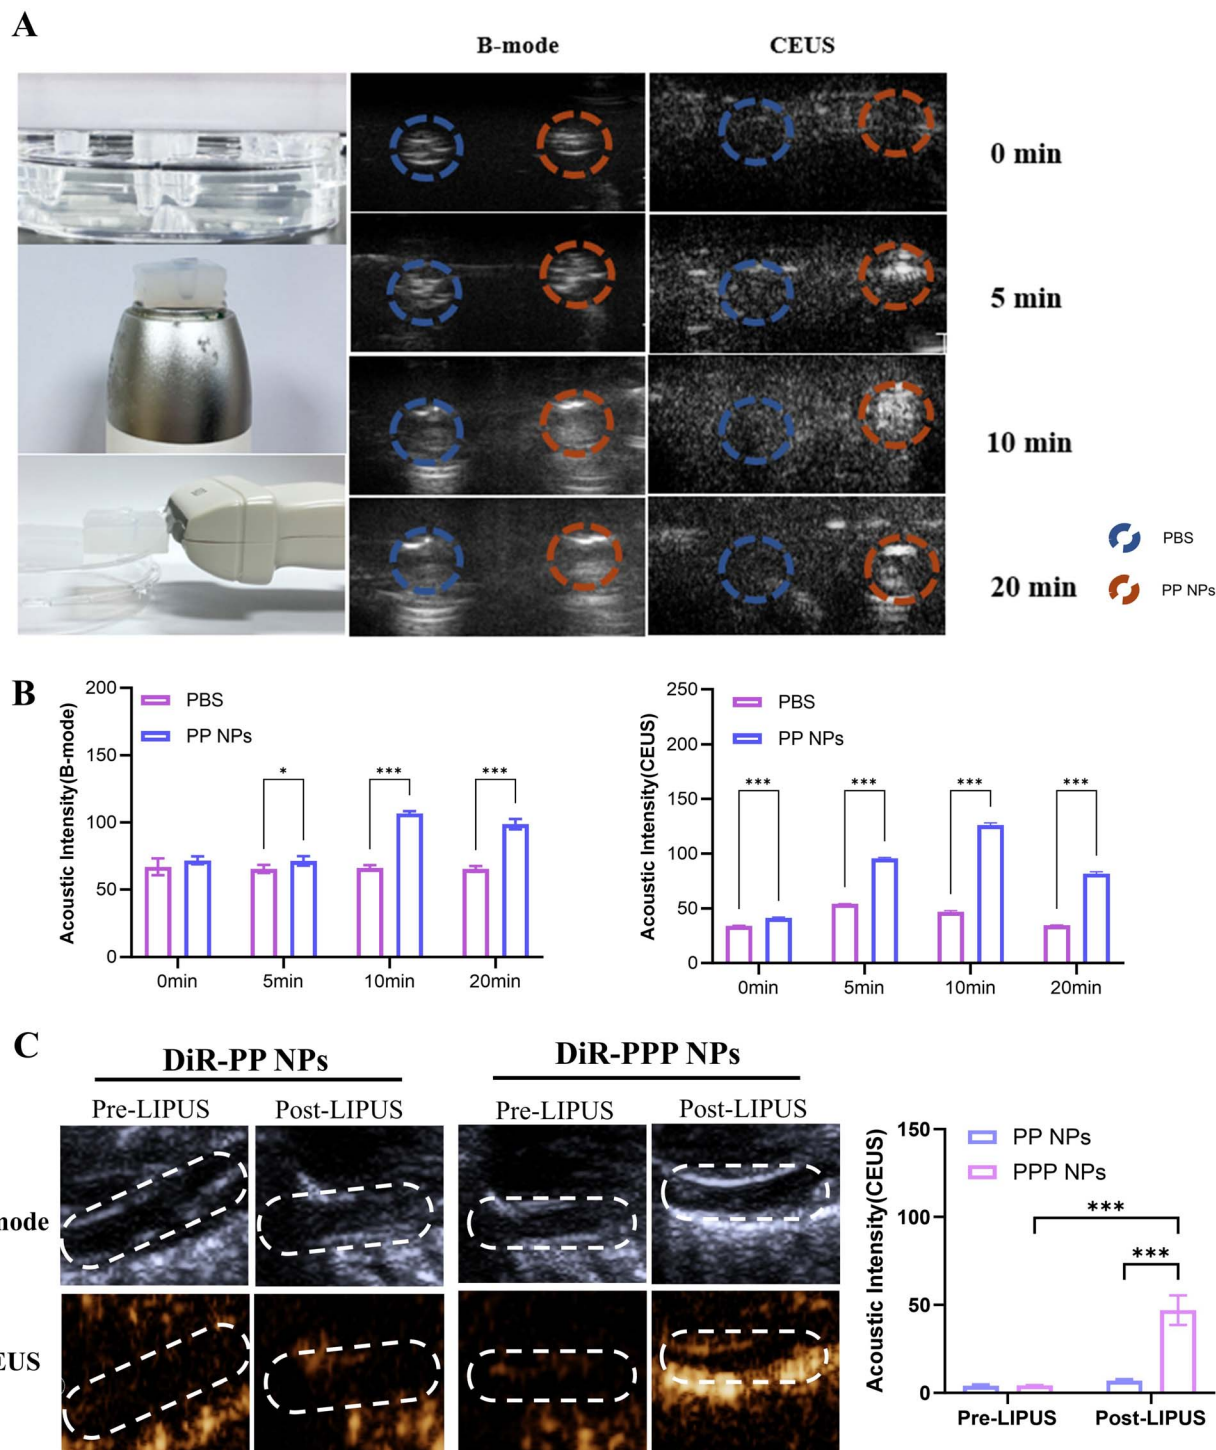 A
B-mode
CEUS
0 min
5 min
10 min
20 min
PBS
PP NPs
B
Acoustic Intensity(B-mode)
200
150
100
50
0
PBS
PP NPs
*
***
***
0min
5min
10min
20min
Acoustic Intensity(CEUS)
250
200
150
100
50
0
PBS
PP NPs
***
***
***
***
0min
5min
10min
20min
C
DiR-PP NPs
DiR-PPP NPs
Pre-LIPUS
Post-LIPUS
Pre-LIPUS
Post-LIPUS
node
EUS
Acoustic Intensity(CEUS)
150
100
50
0
PP NPs
PPP NPs
***
***
Pre-LIPUS
Post-LIPUS